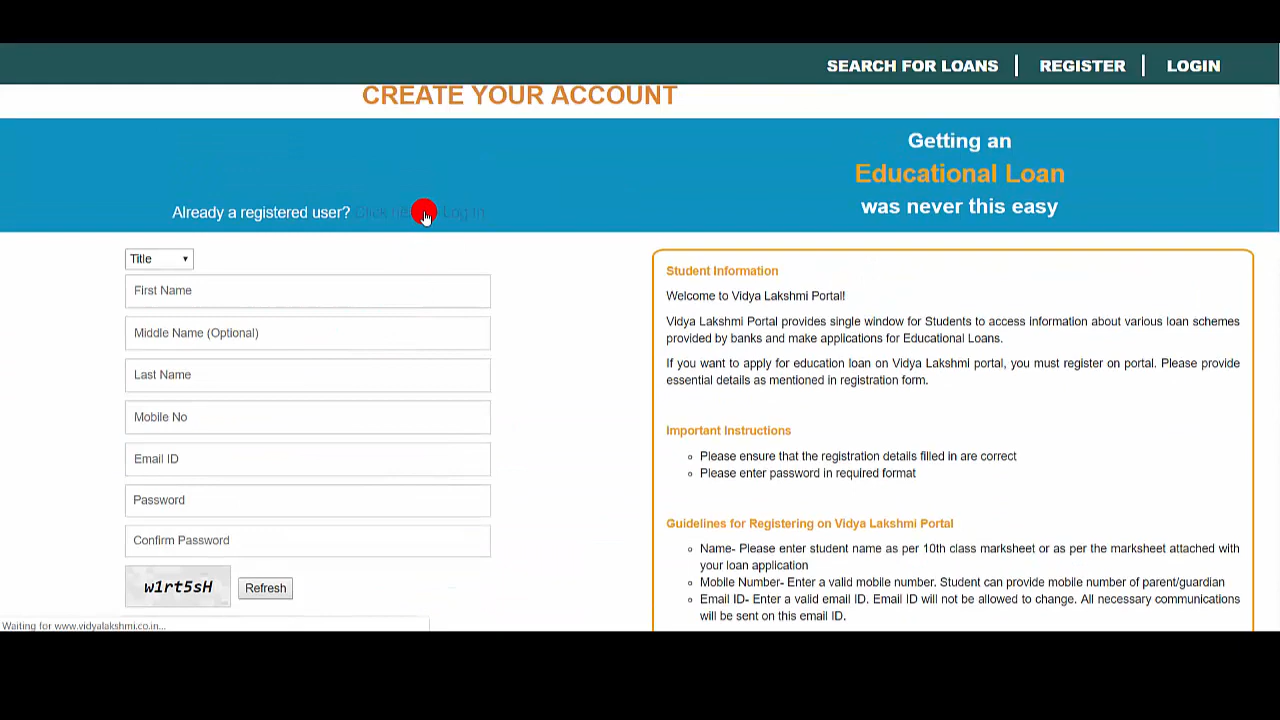 SEARCH FOR LOANS | REGISTER | LOGIN
CREATE YOUR ACCOUNT
Getting an
Educational Loan
was never this easy
Already a registered user? Click Log In
Title
First Name
Middle Name (Optional)
Last Name
Mobile No
Email ID
Password
Confirm Password
w1rt5sH Refresh
Waiting for www.vidyalakshmi.co.in...
Student Information
Welcome to Vidya Lakshmi Portal!
Vidya Lakshmi Portal provides single window for Students to access information about various loan schemes
provided by banks and make applications for Educational Loans.
If you want to apply for education loan on Vidya Lakshmi portal, you must register on portal. Please provide
essential details as mentioned in registration form.
Important Instructions
Please ensure that the registration details filled in are correct
Please enter password in required format
Guidelines for Registering on Vidya Lakshmi Portal
Name- Please enter student name as per 10th class marksheet or as per the marksheet attached with
your loan application
Mobile Number- Enter a valid mobile number. Student can provide mobile number of parent/guardian
Email ID- Enter a valid email ID. Email ID will not be allowed to change. All necessary communications
will be sent on this email ID.